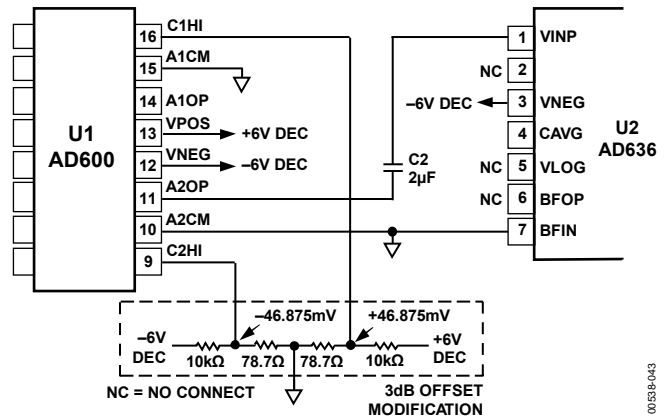 C1HI
16
A1CM
15
A1OP
14
VPOS
13
+6V DEC
VNEG
12
–6V DEC
A2OP
11
A2CM
10
C2HI
9
U1
AD600
C2
2µF
1 VINP
NC 2
–6V DEC 3 VNEG
4 CAVG
NC 5 VLOG
NC 6 BFOP
7 BFIN
U2
AD636
–46.875mV
+46.875mV
–6V
DEC
+6V
DEC
10kΩ 78.7Ω 78.7Ω 10kΩ
NC = NO CONNECT
3dB OFFSET
MODIFICATION
00538-043